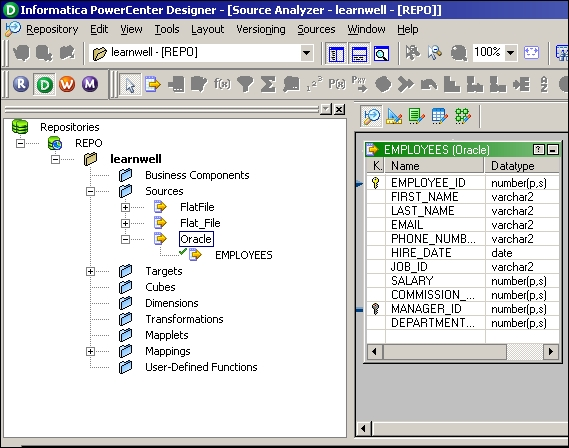 Informatica PowerCenter Designer - [Source Analyzer - learnwell - [REPO]]
Repository Edit View Tools Layout Versioning Sources Window Help
learnwell - [REPO] 100%
R D W M f(x) Σ 1 2 3 P P(x)
Repositories
REPO
learnwell
Business Components
Sources
FlatFile
Flat_File
Oracle
EMPLOYEES
Targets
Cubes
Dimensions
Transformations
Mapplets
Mappings
User-Defined Functions
EMPLOYEES (Oracle) ?
K. Name Datatype
EMPLOYEE_ID number(p,s)
FIRST_NAME varchar2
LAST_NAME varchar2
EMAIL varchar2
PHONE_NUMB... varchar2
HIRE_DATE date
JOB_ID varchar2
SALARY number(p,s)
COMMISSION_... number(p,s)
MANAGER_ID number(p,s)
DEPARTMENT... number(p,s)